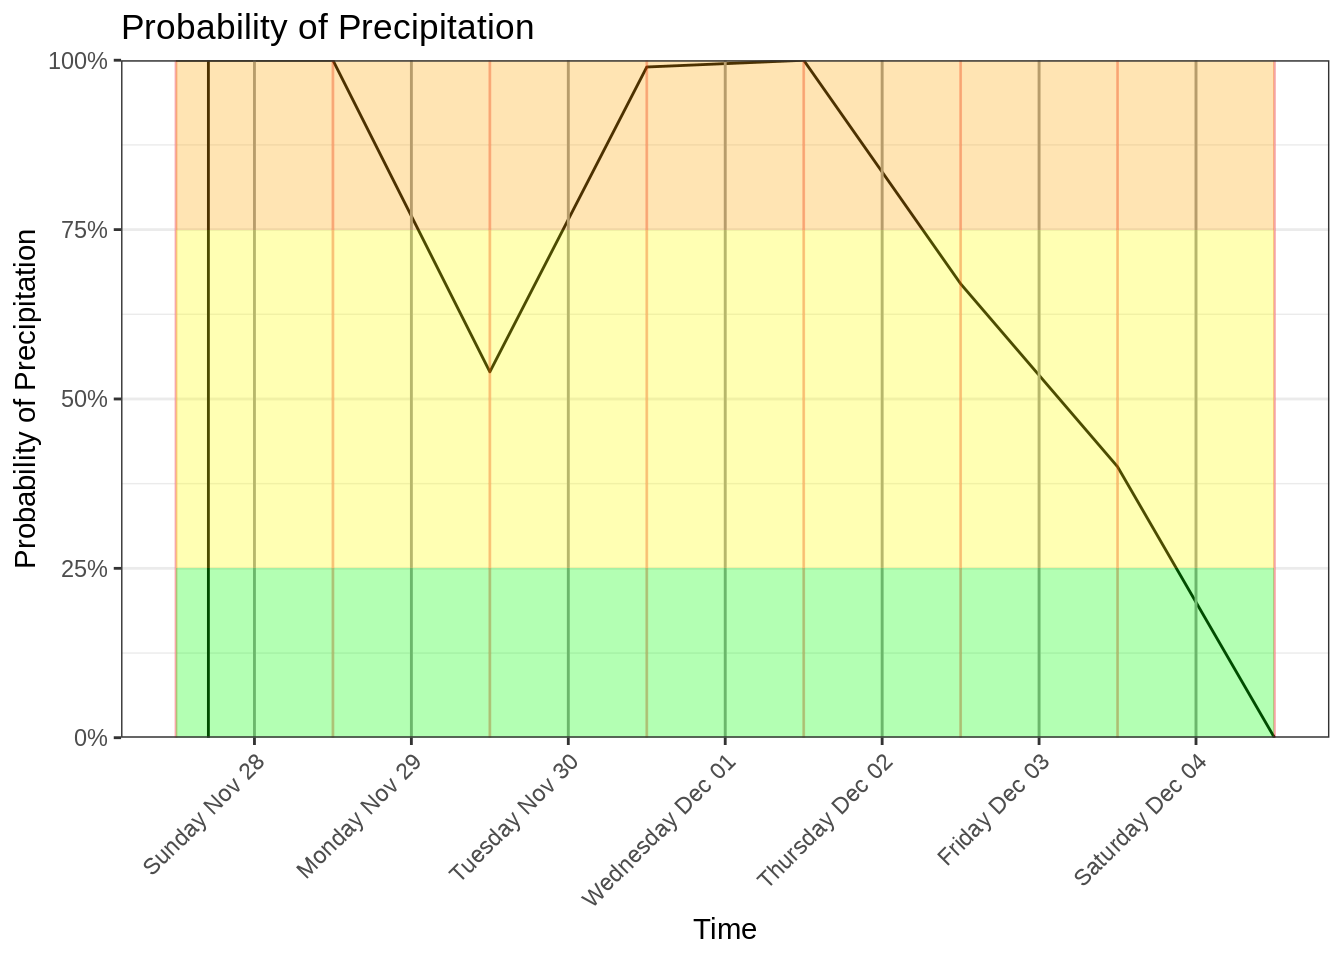 Probability of Precipitation
Probability of Precipitation
100%
75%
50%
25%
0%
Sunday Nov 28
Monday Nov 29
Tuesday Nov 30
Wednesday Dec 01
Thursday Dec 02
Friday Dec 03
Saturday Dec 04
Time